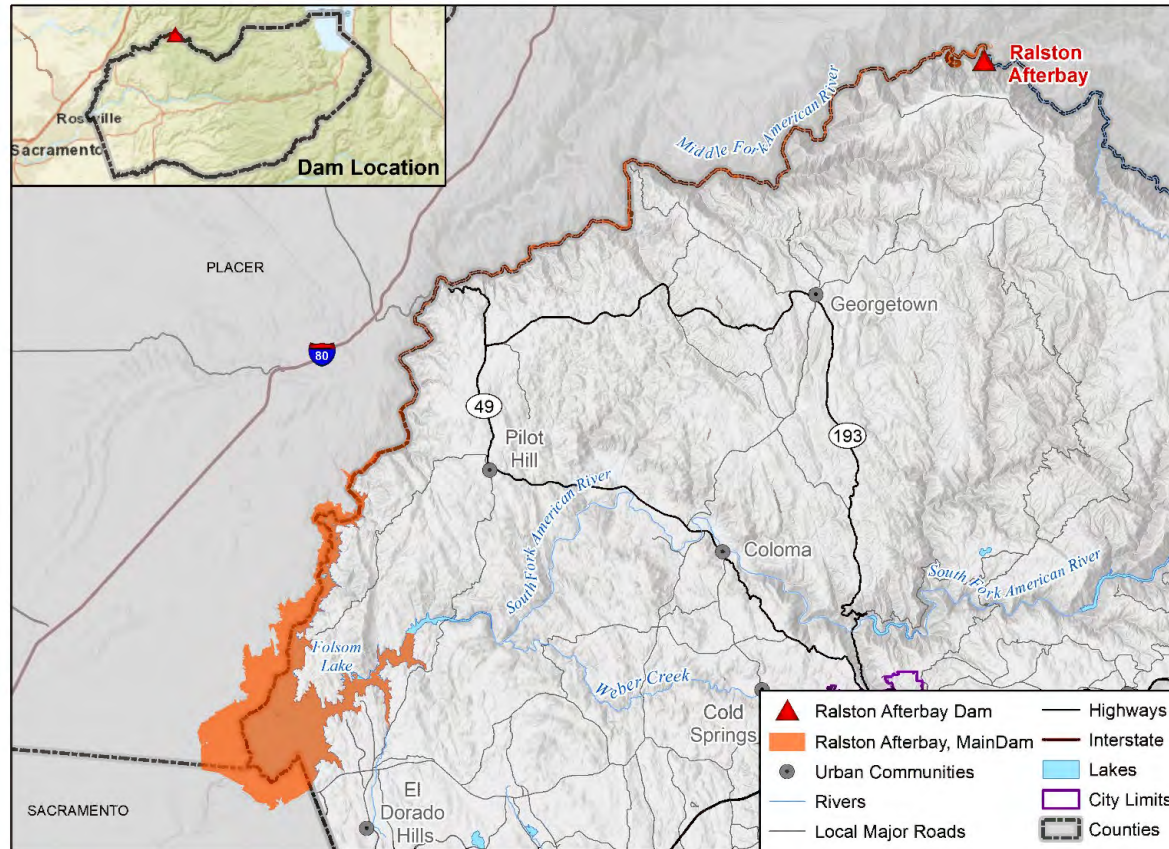 Roseville
Sacramento
Dam Location
Ralston
Afterbay
Middle Fork American River
PLACER
80
Georgetown
49
193
Pilot
Hill
South Fork American River
Coloma
South Fork American River
Folsom
Lake
Weber Creek
Cold
Springs
SACRAMENTO
El
Dorado
Hills
Ralston Afterbay Dam
Ralston Afterbay, MainDam
Urban Communities
Rivers
Local Major Roads
Highways
Interstate
Lakes
City Limits
Counties